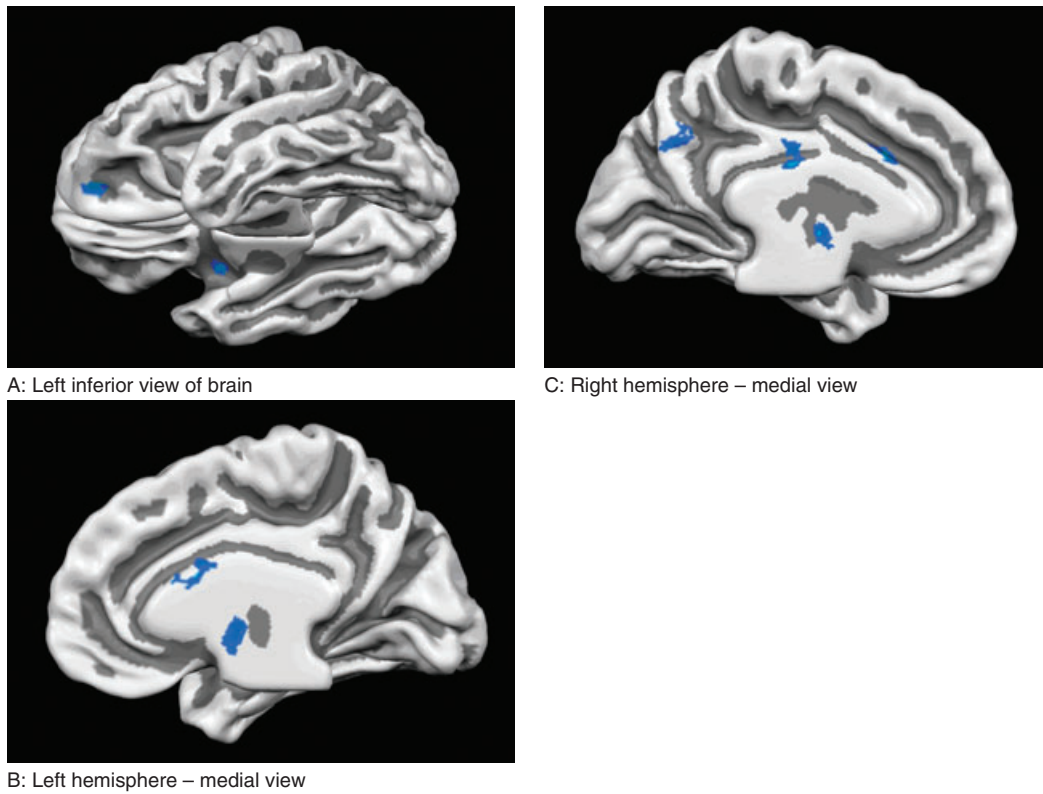 A: Left inferior view of brain
C: Right hemisphere – medial view
B: Left hemisphere – medial view